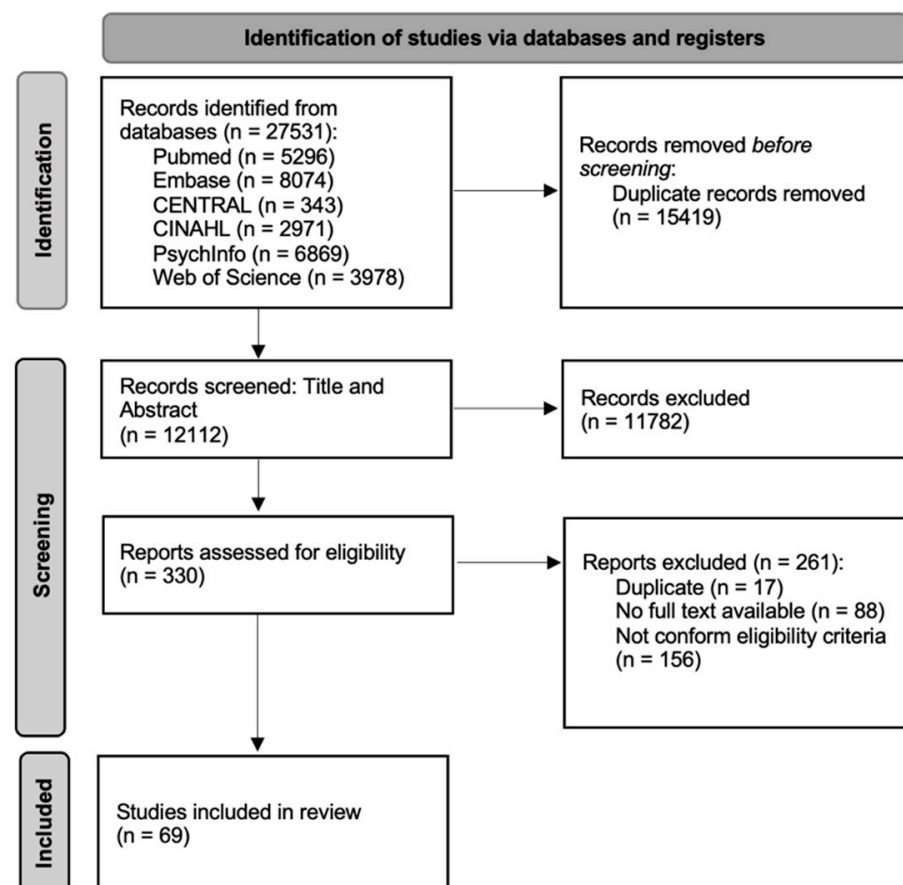 Identification of studies via databases and registers
Identification
Records identified from
databases (n = 27531):
Pubmed (n = 5296)
Embase (n = 8074)
CENTRAL (n = 343)
CINAHL (n = 2971)
PsychInfo (n = 6869)
Web of Science (n = 3978)
Records removed before
screening:
Duplicate records removed
(n = 15419)
Screening
Records screened: Title and
Abstract
(n = 12112)
Records excluded
(n = 11782)
Reports assessed for eligibility
(n = 330)
Reports excluded (n = 261):
Duplicate (n = 17)
No full text available (n = 88)
Not conform eligibility criteria
(n = 156)
Included
Studies included in review
(n = 69)